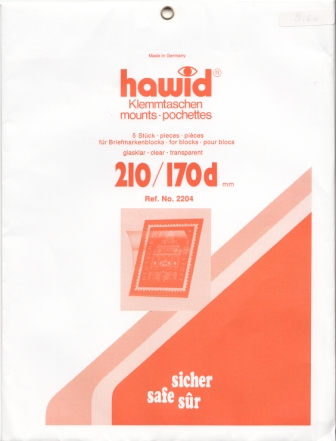 Made in Germany
hawid®
Klemmtaschen
mounts·pochettes
5 Stück·pieces·pièces
für Briefmarkenblocks·for blocks·pour blocs
glasklar·clear·transparent
210/170d mm
Ref. No. 2204
sicher
safe sûr